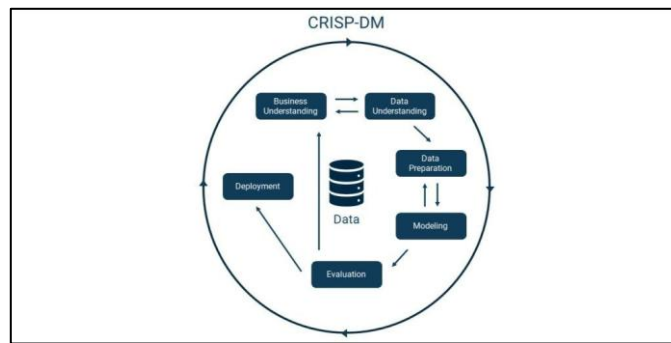 CRISP-DM
Business
Understanding
Data
Understanding
Data
Preparation
Modeling
Evaluation
Deployment
Data